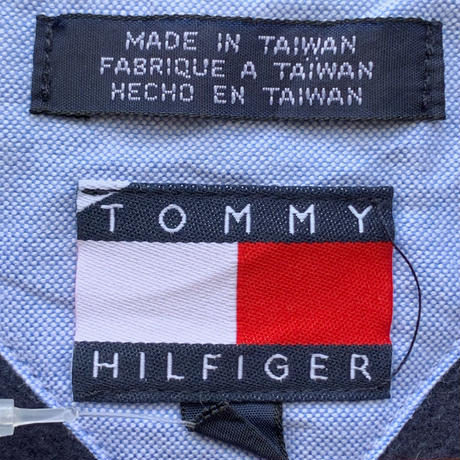 MADE IN TAIWAN
FABRIQUE A TAÏWAN
HECHO EN TAIWAN
TOMMY
HILFIGER